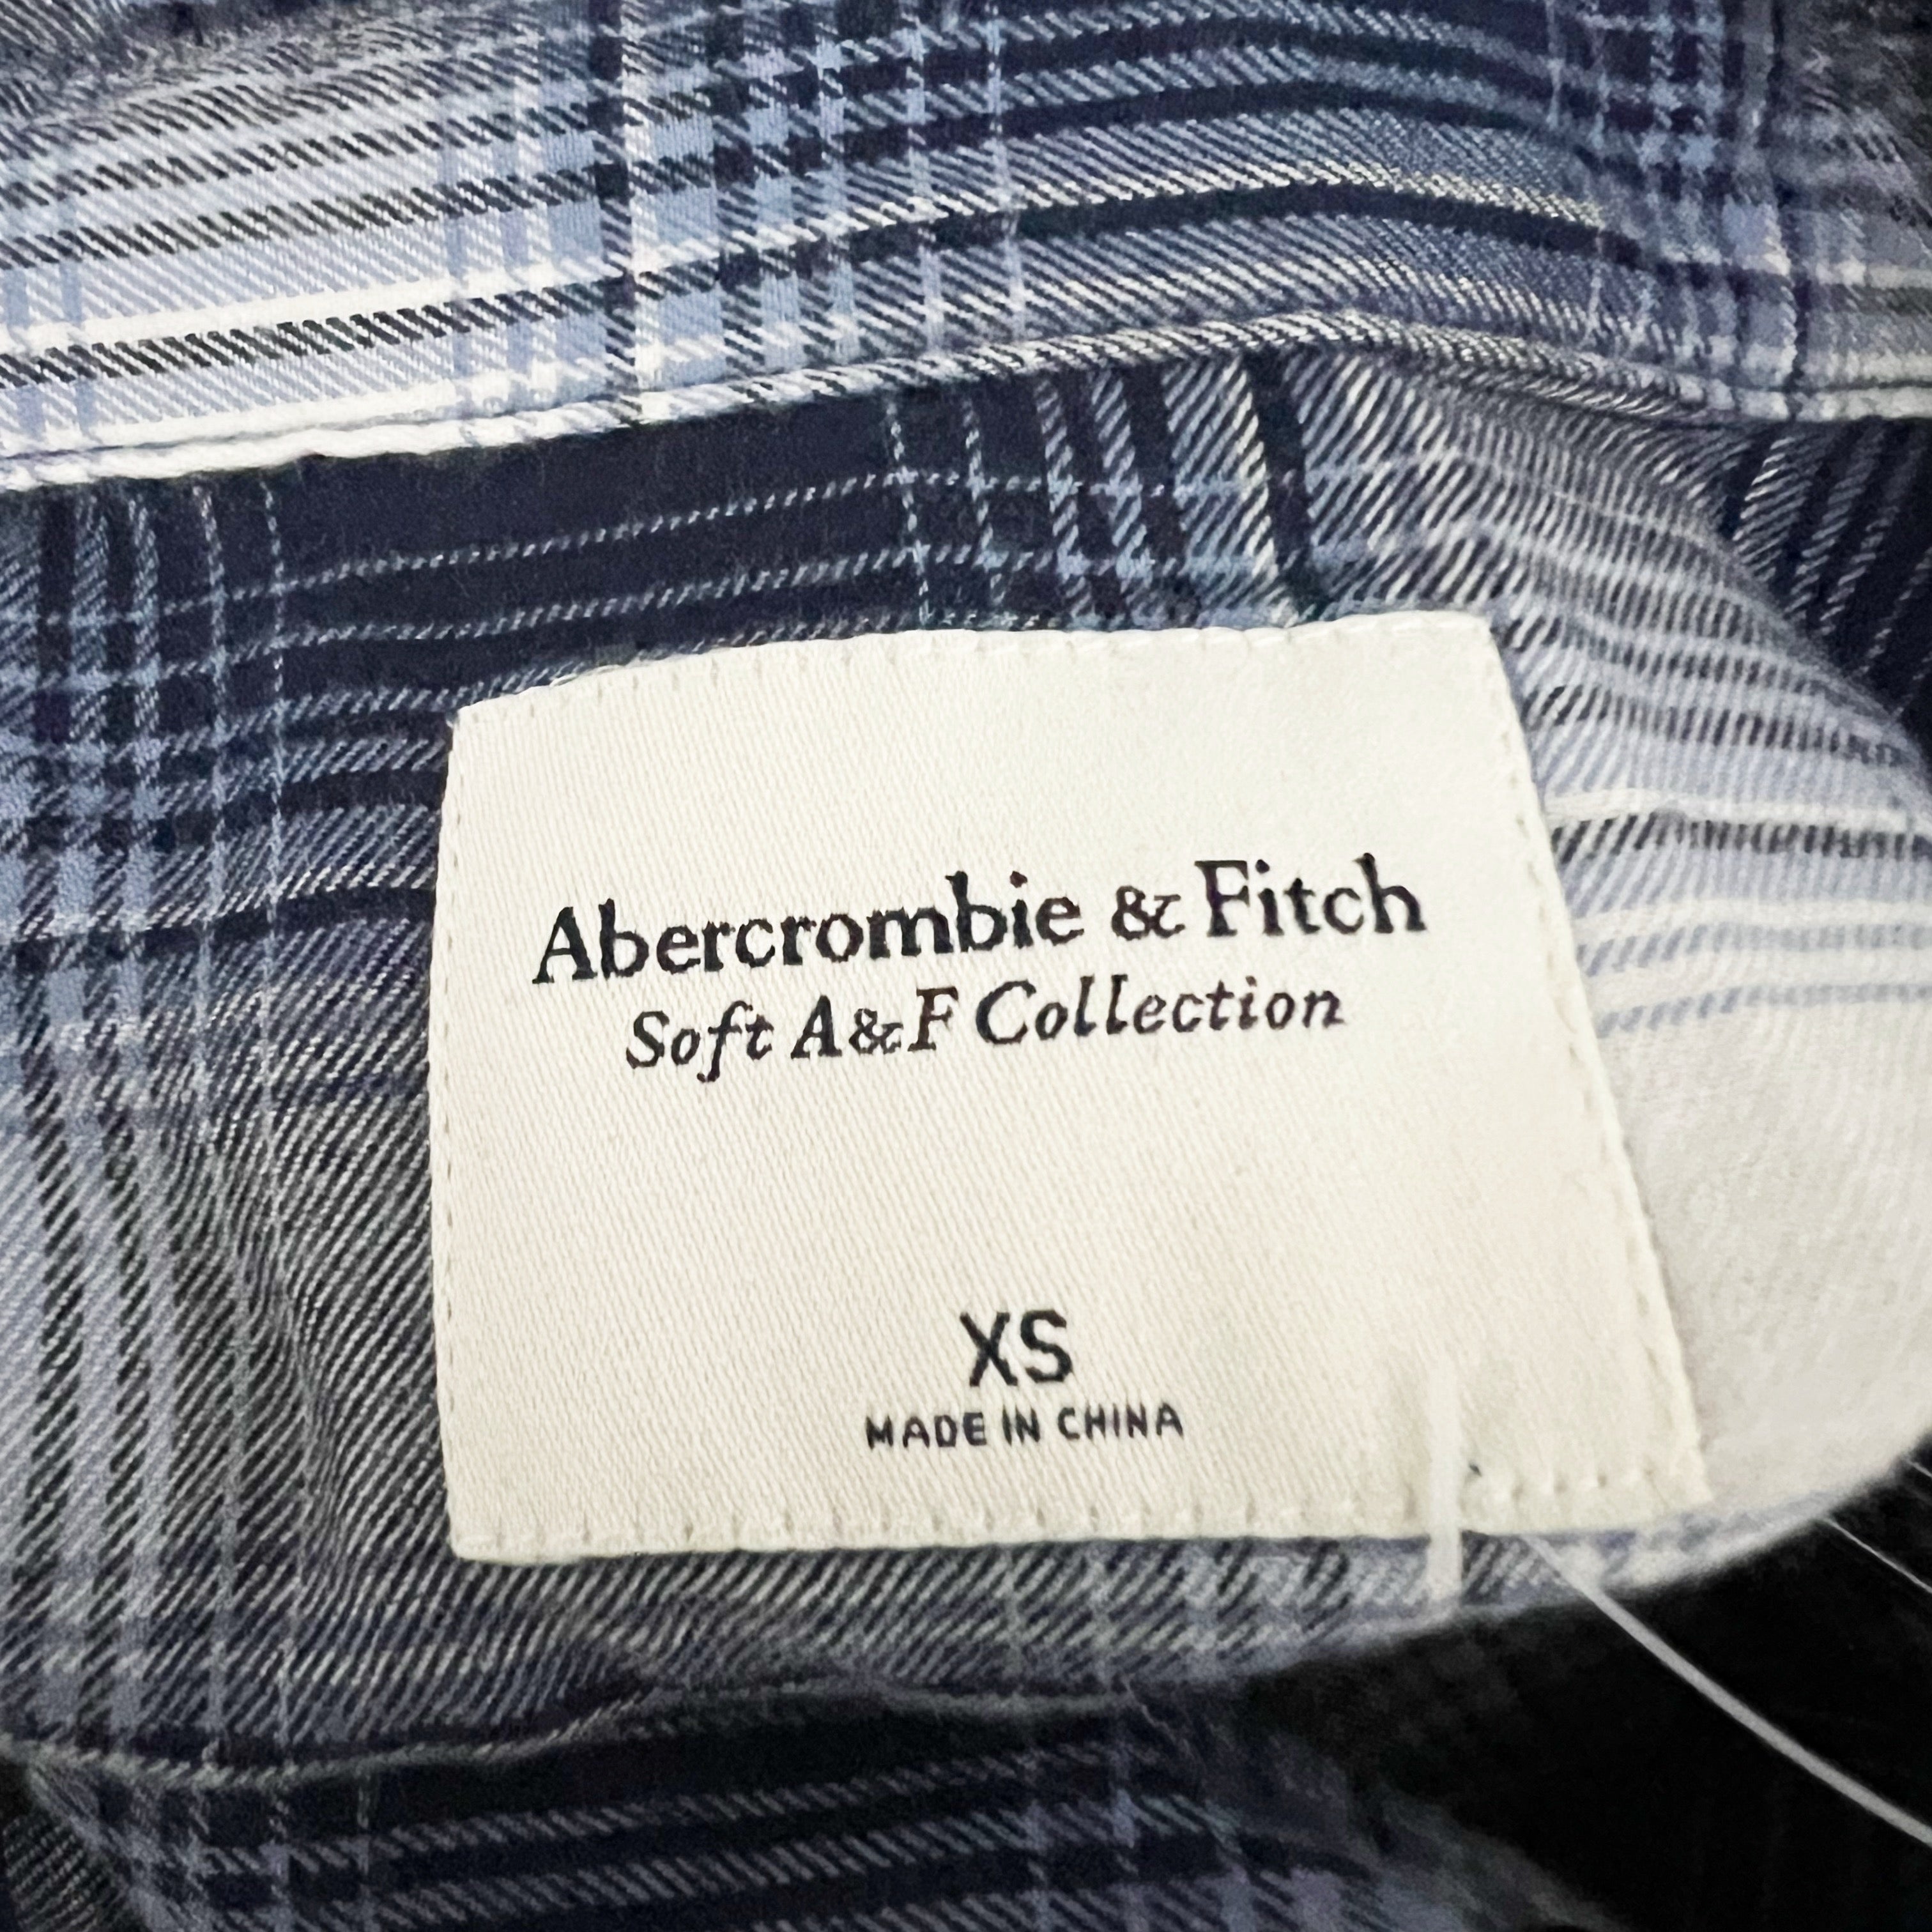 Abercrombie & Fitch
Soft A&F Collection
XS
MADE IN CHINA